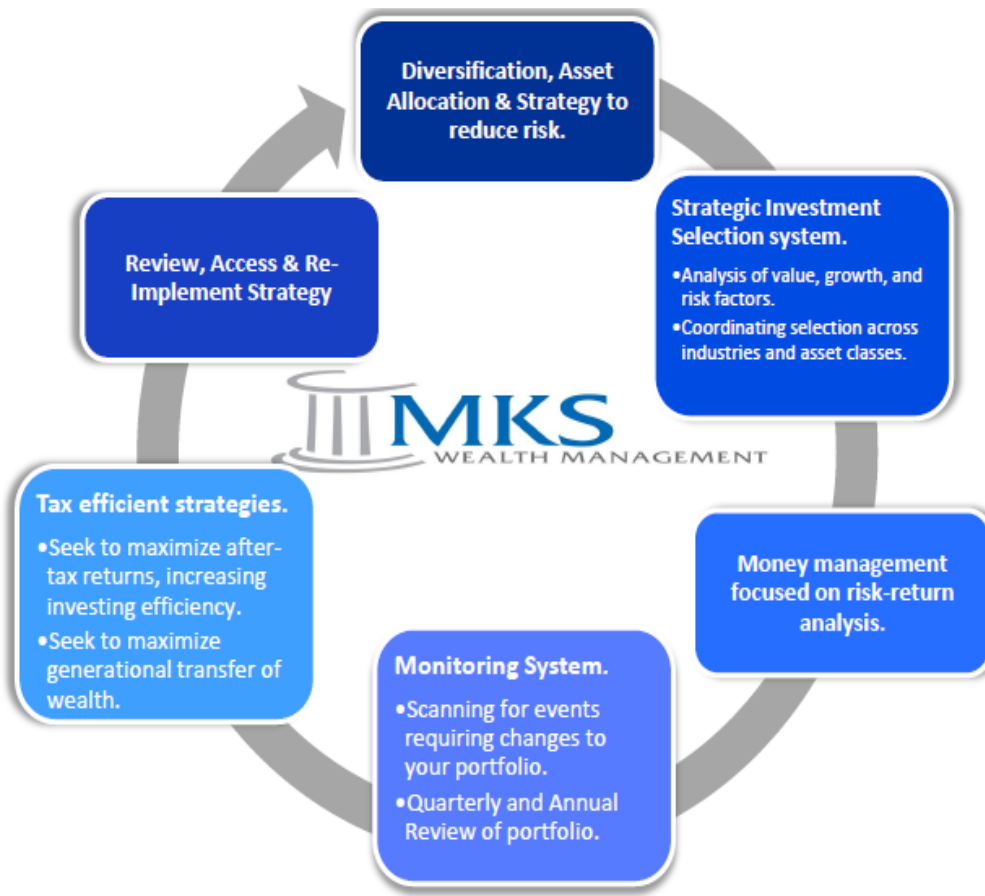 Diversification, Asset
Allocation & Strategy to
reduce risk.
Strategic Investment
Selection system.
•Analysis of value, growth, and
risk factors.
•Coordinating selection across
industries and asset classes.
Money management
focused on risk-return
analysis.
Monitoring System.
•Scanning for events
requiring changes to
your portfolio.
•Quarterly and Annual
Review of portfolio.
Tax efficient strategies.
•Seek to maximize after-
tax returns, increasing
investing efficiency.
•Seek to maximize
generational transfer of
wealth.
Review, Access & Re-
Implement Strategy
MKS
WEALTH MANAGEMENT